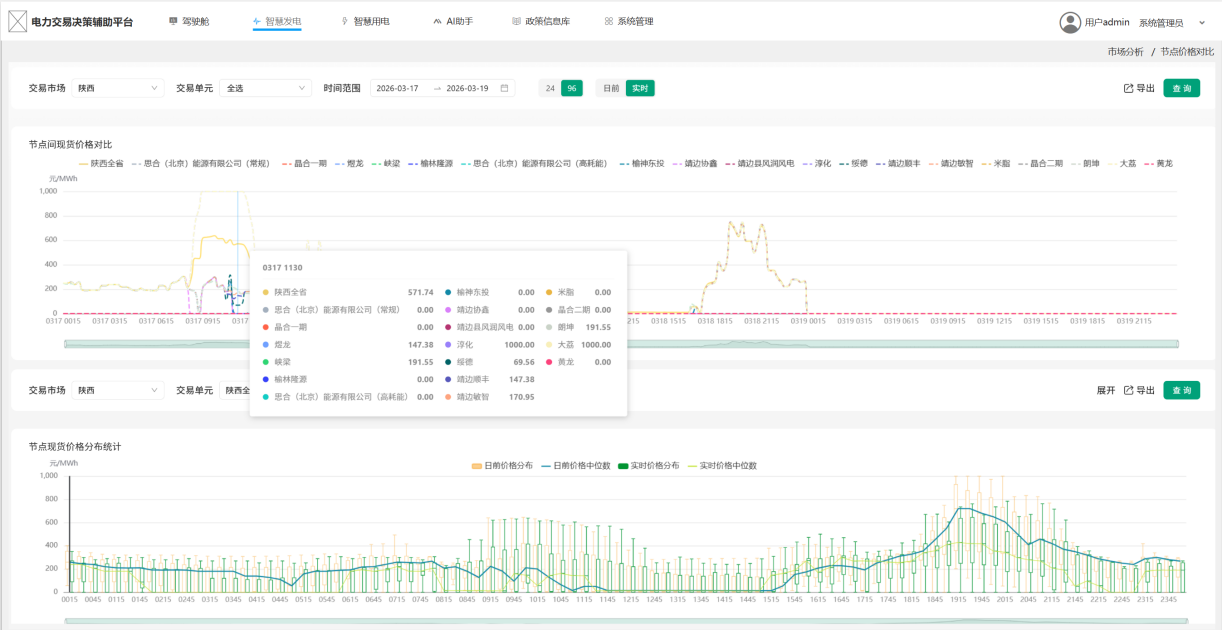 电力交易决策辅助平台 驾驶舱 智慧发电 智慧用电 AI助手 政策信息库 系统管理 用户admin 系统管理员
市场分析 / 节点价格对比
交易市场 陕西 交易单元 全选 时间范围 2026-03-17 → 2026-03-19 24 96 日前 实时 导出 查询
节点间现货价格对比
陕西全省 思合（北京）能源有限公司（常规） 晶合一期 煜龙 峡梁 榆林隆源 思合（北京）能源有限公司（高耗能） 榆神东投 靖边协鑫 靖边县风润风电 淳化 绥德 靖边顺丰 靖边敏智 米脂 晶合二期 朗坤 大荔 黄龙
元/MWh
1,000
800
600
400
200
0
0317 0015 0317 0315 0317 0615 0317 0915 0317 215 0318 1515 0318 1815 0318 2115 0319 0015 0319 0315 0319 0615 0319 0915 0319 1215 0319 1515 0319 1815 0319 2115
0317 1130
陕西全省 571.74 榆神东投 0.00 米脂 0.00
思合（北京）能源有限公司（常规） 0.00 靖边协鑫 0.00 晶合二期 0.00
晶合一期 0.00 靖边县风润风电 0.00 朗坤 191.55
煜龙 147.38 淳化 1000.00 大荔 1000.00
峡梁 191.55 绥德 69.56 黄龙 0.00
榆林隆源 0.00 靖边顺丰 147.38
思合（北京）能源有限公司（高耗能） 0.00 靖边敏智 170.95
交易市场 陕西 交易单元 陕西全 展开 导出 查询
节点现货价格分布统计
日前价格分布 日前价格中位数 实时价格分布 实时价格中位数
元/MWh
1,000
800
600
400
200
0
0015 0045 0115 0145 0215 0245 0315 0345 0415 0445 0515 0545 0615 0645 0715 0745 0815 0845 0915 0945 1015 1045 1115 1145 1215 1245 1315 1345 1415 1445 1515 1545 1615 1645 1715 1745 1815 1845 1915 1945 2015 2045 2115 2145 2215 2245 2315 2345